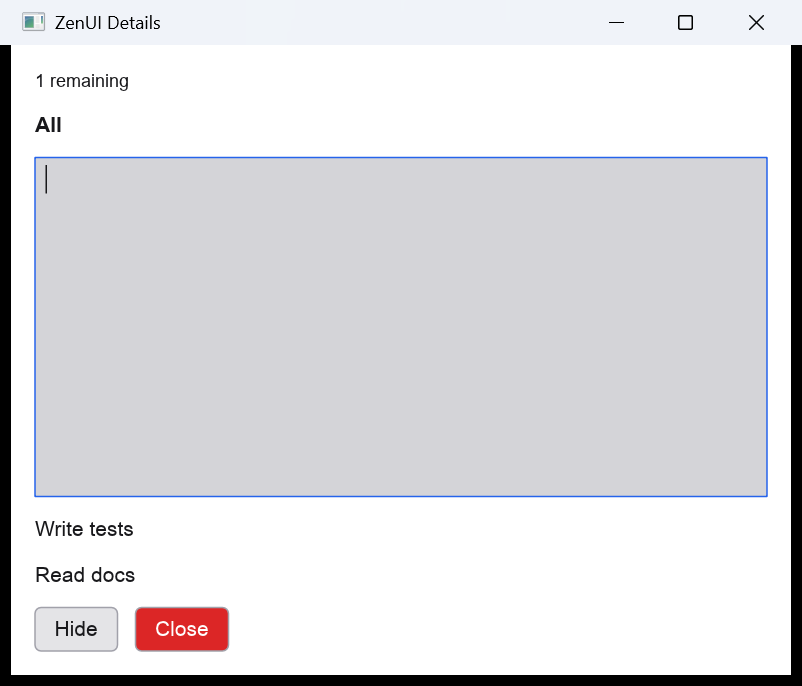 ZenUI Details
1 remaining
All
Write tests
Read docs
Hide Close